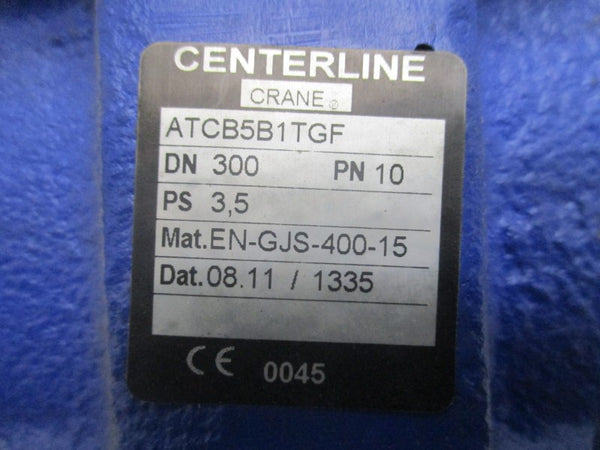 CENTERLINE
CRANE®
ATCB5B1TGF
DN 300 PN 10
PS 3,5
Mat.EN-GJS-400-15
Dat.08.11 / 1335
CE 0045